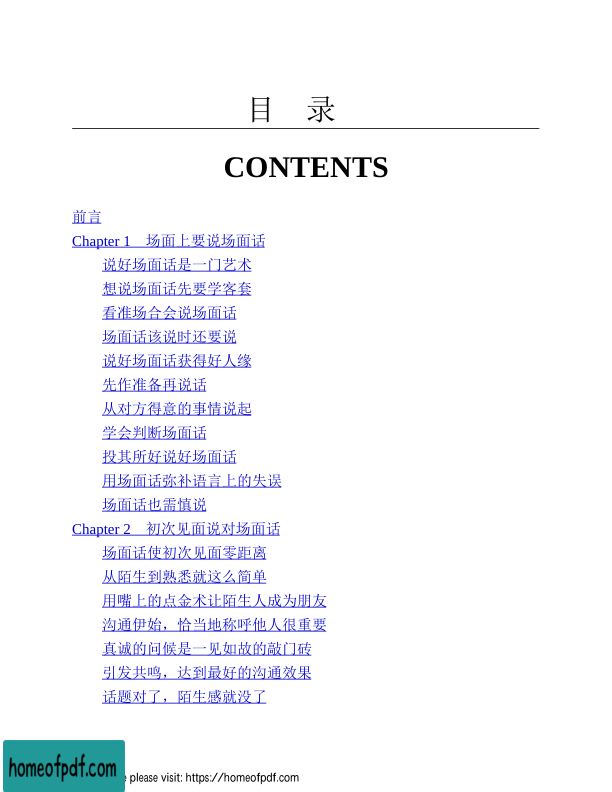 目 录
CONTENTS
前言
Chapter 1 场面上要说场面话
说好场面话是一门艺术
想说场面话先要学客套
看准场合会说场面话
场面话该说时还要说
说好场面话获得好人缘
先作准备再说话
从对方得意的事情说起
学会判断场面话
投其所好说好场面话
用场面话弥补语言上的失误
场面话也需慎说
Chapter 2 初次见面说对场面话
场面话使初次见面零距离
从陌生到熟悉就这么简单
用嘴上的点金术让陌生人成为朋友
沟通伊始，恰当地称呼他人很重要
真诚的问候是一见如故的敲门砖
引发共鸣，达到最好的沟通效果
话题对了，陌生感就没了
homeofpdf.com
please visit: https://homeofpdf.com